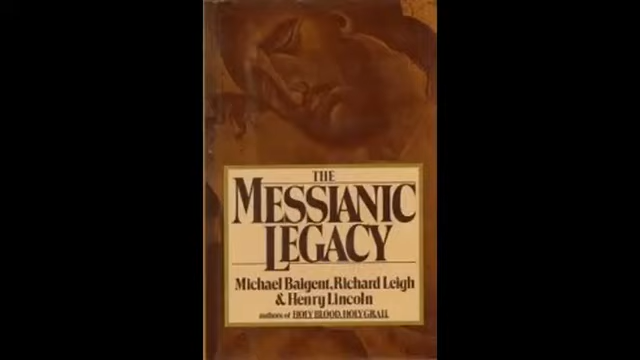 THE
MESSIANIC
LEGACY
Michael Baigent, Richard Leigh
& Henry Lincoln
authors of HOLY BLOOD, HOLY GRAIL